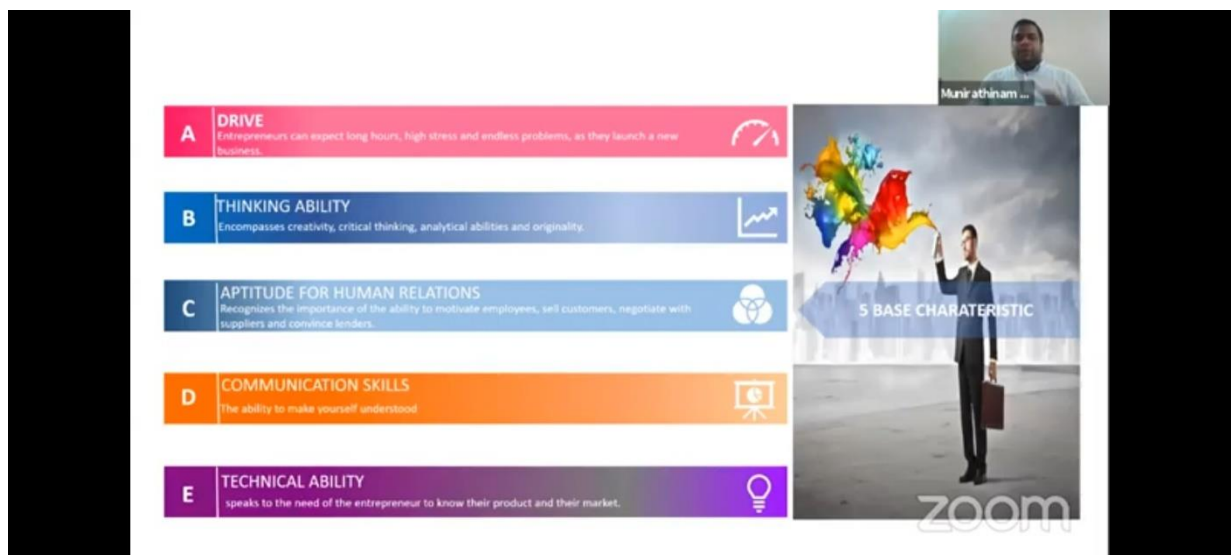 Munirathinam ...
A
DRIVE
Entrepreneurs can expect long hours, high stress and endless problems, as they launch a new
business.
B
THINKING ABILITY
Encompasses creativity, critical thinking, analytical abilities and originality.
C
APTITUDE FOR HUMAN RELATIONS
Recognizes the importance of the ability to motivate employees, sell customers, negotiate with
suppliers and convince lenders.
D
COMMUNICATION SKILLS
The ability to make yourself understood
E
TECHNICAL ABILITY
speaks to the need of the entrepreneur to know their product and their market.
5 BASE CHARATERISTIC
zoom